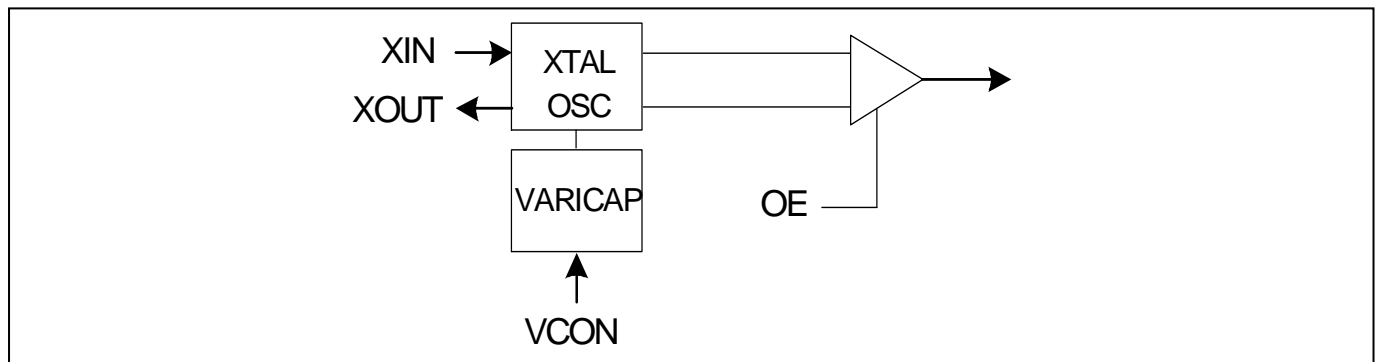 XIN
XTAL
OSC
XOUT
VARICAP
OE
VCON